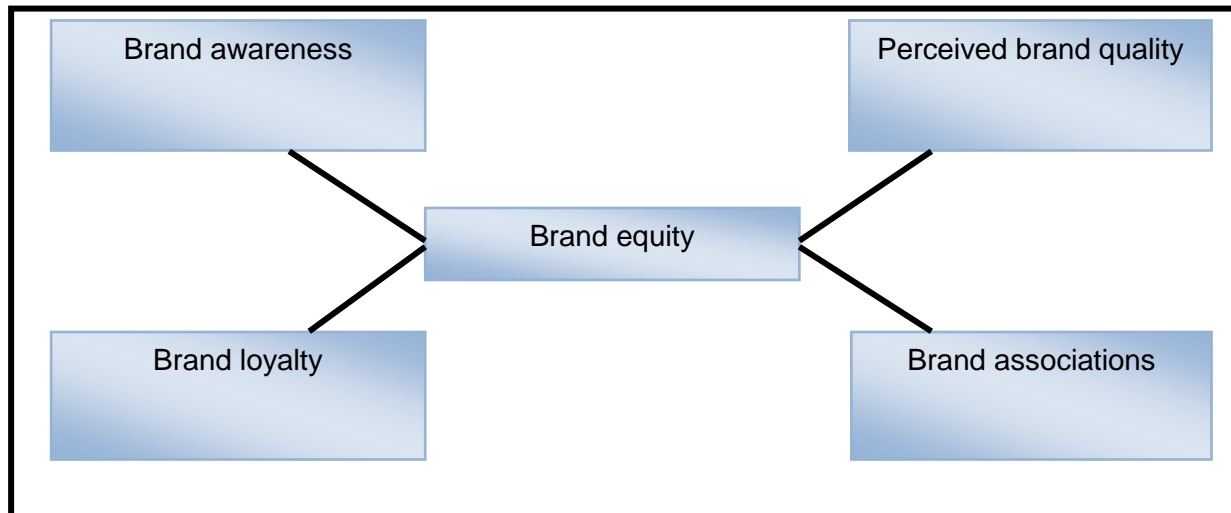 Brand awareness
Perceived brand quality
Brand equity
Brand loyalty
Brand associations